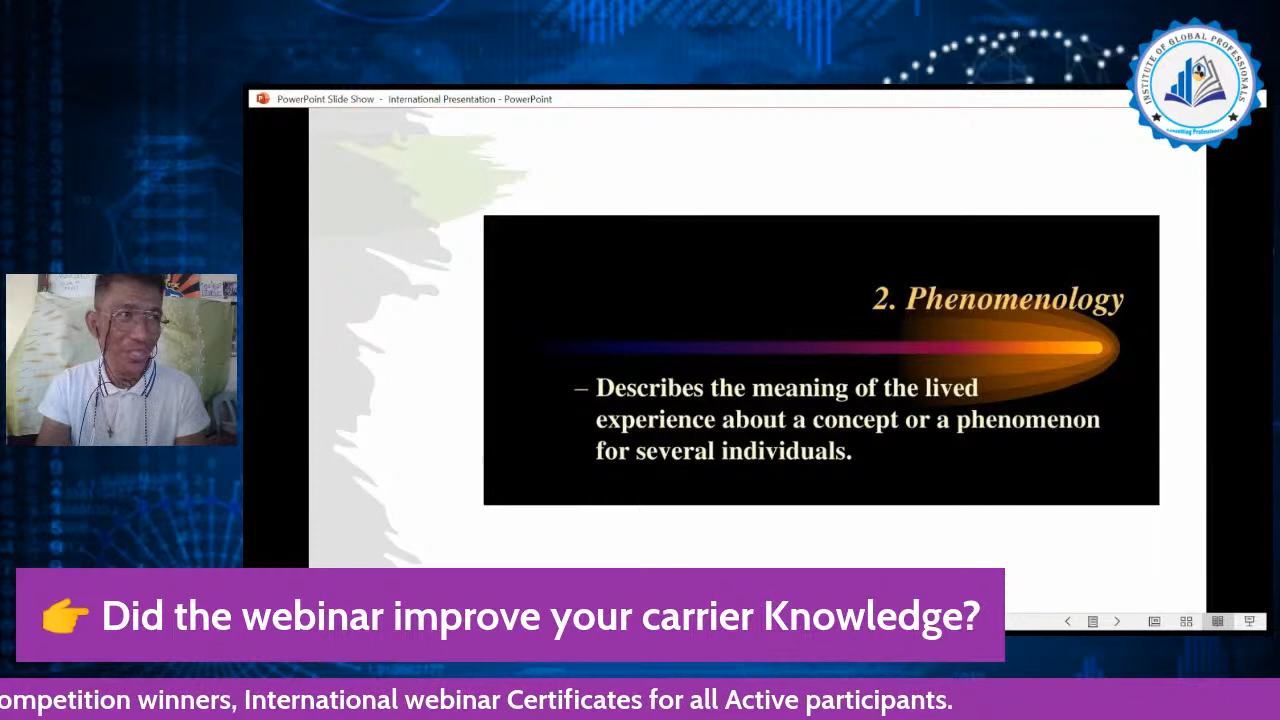 PowerPoint Slide Show - International Presentation - PowerPoint
INSTITUTE OF GLOBAL PROFESSIONALS
Consulting Professioners
2. Phenomenology
– Describes the meaning of the lived
experience about a concept or a phenomenon
for several individuals.
👉 Did the webinar improve your carrier Knowledge?
ompetition winners, International webinar Certificates for all Active participants.